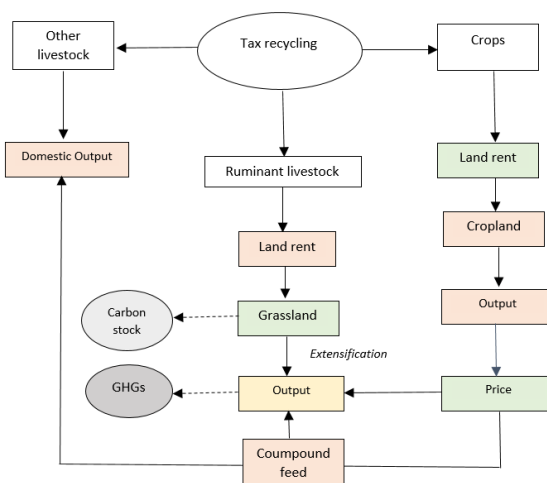 Other
livestock
Tax recycling
Crops
Domestic Output
Ruminant livestock
Land rent
Land rent
Cropland
Carbon
stock
Grassland
Output
Extensification
GHGs
Output
Price
Coumpound
feed